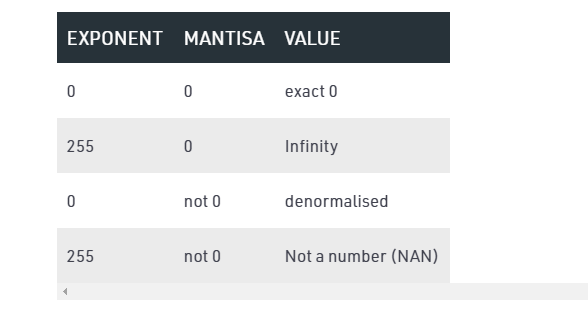 EXPONENT MANTISA VALUE
0 0 exact 0
255 0 Infinity
0 not 0 denormalised
255 not 0 Not a number (NAN)